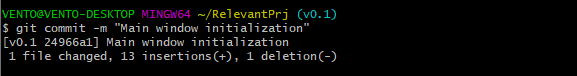 VENTO@VENTO-DESKTOP MINGW64 ~/RelevantPrj (v0.1)
$ git commit -m "Main window initialization"
[v0.1 24966a1] Main window initialization
 1 file changed, 13 insertions(+), 1 deletion(-)